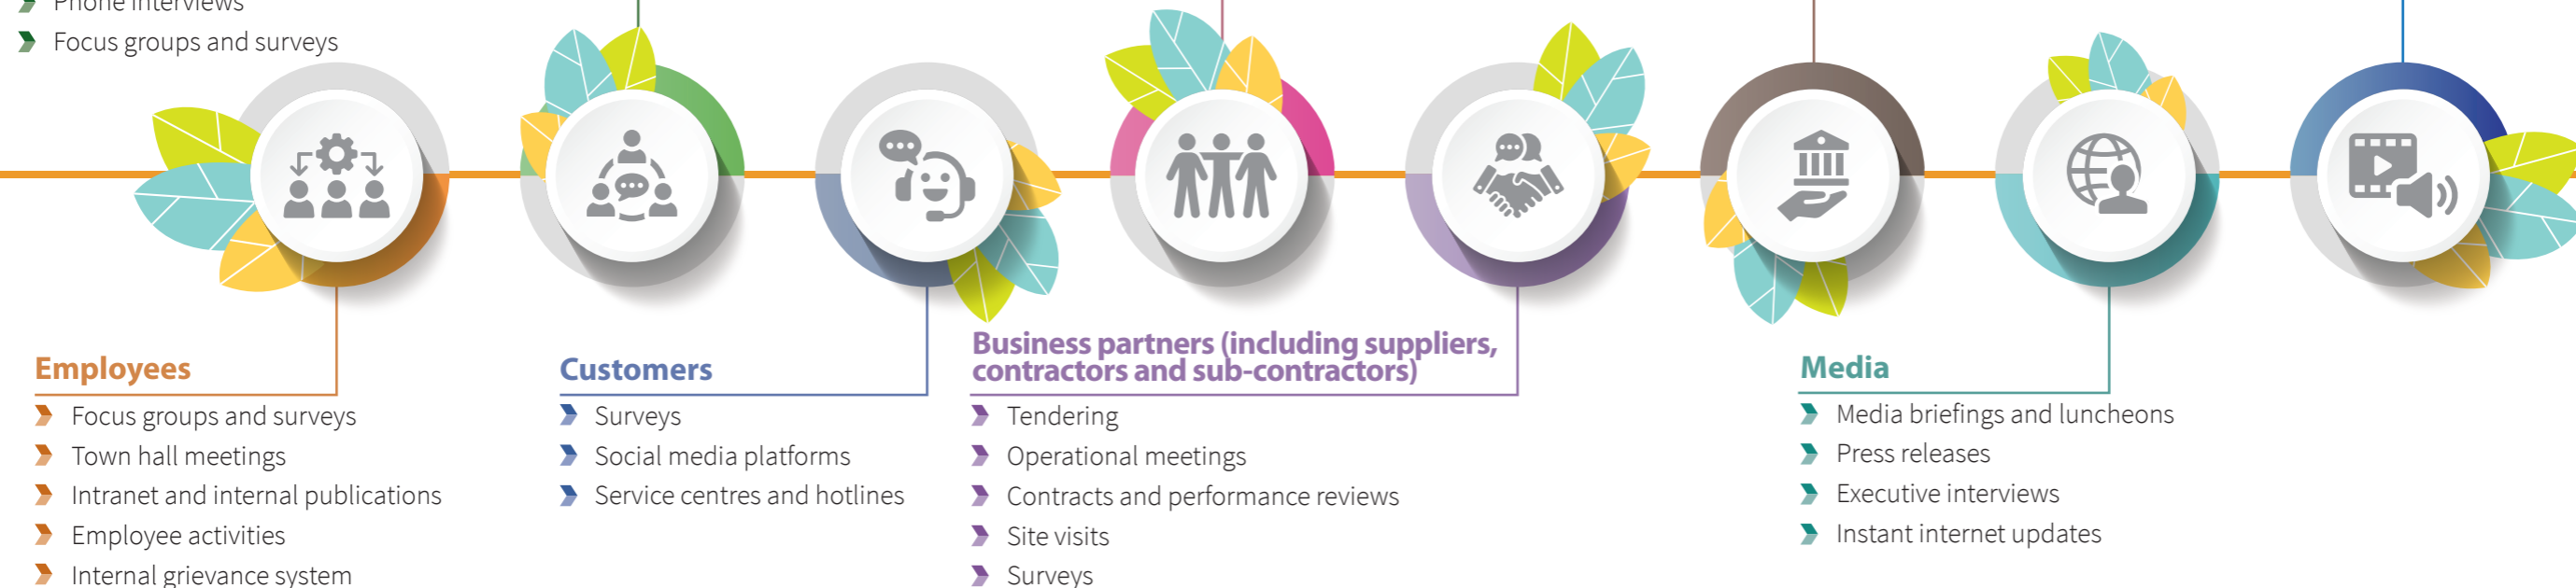 Phone interviews
Focus groups and surveys
Employees
Focus groups and surveys
Town hall meetings
Intranet and internal publications
Employee activities
Internal grievance system
Customers
Surveys
Social media platforms
Service centres and hotlines
Business partners (including suppliers,
contractors and sub-contractors)
Tendering
Operational meetings
Contracts and performance reviews
Site visits
Surveys
Media
Media briefings and luncheons
Press releases
Executive interviews
Instant internet updates